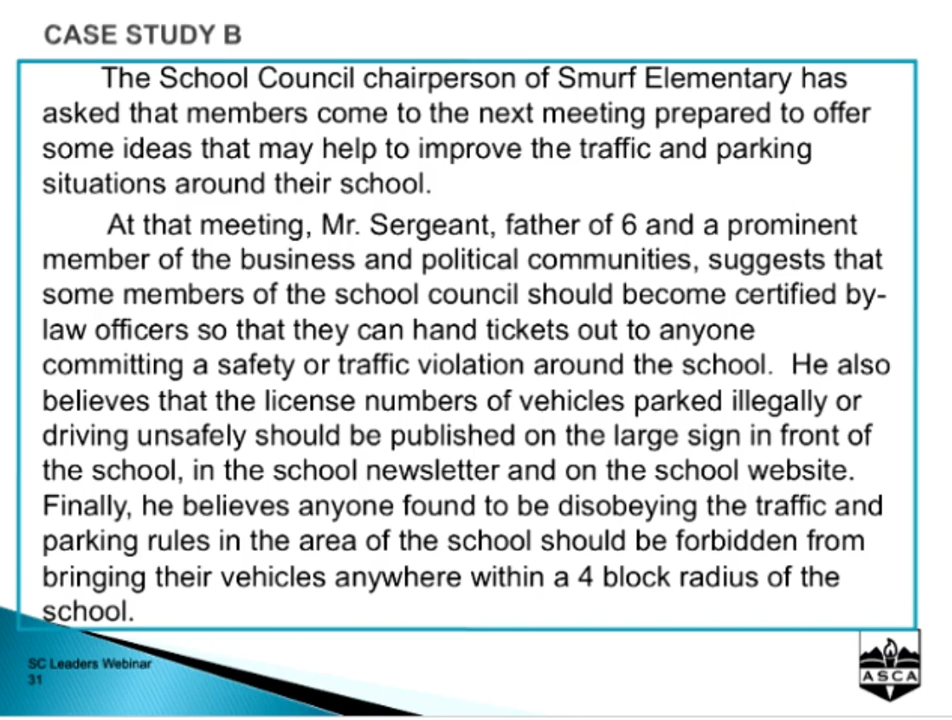 CASE STUDY B
The School Council chairperson of Smurf Elementary has
asked that members come to the next meeting prepared to offer
some ideas that may help to improve the traffic and parking
situations around their school.
At that meeting, Mr. Sergeant, father of 6 and a prominent
member of the business and political communities, suggests that
some members of the school council should become certified by-
law officers so that they can hand tickets out to anyone
committing a safety or traffic violation around the school.  He also
believes that the license numbers of vehicles parked illegally or
driving unsafely should be published on the large sign in front of
the school, in the school newsletter and on the school website.
Finally, he believes anyone found to be disobeying the traffic and
parking rules in the area of the school should be forbidden from
bringing their vehicles anywhere within a 4 block radius of the
school.
SC Leaders Webinar
31
ASCA